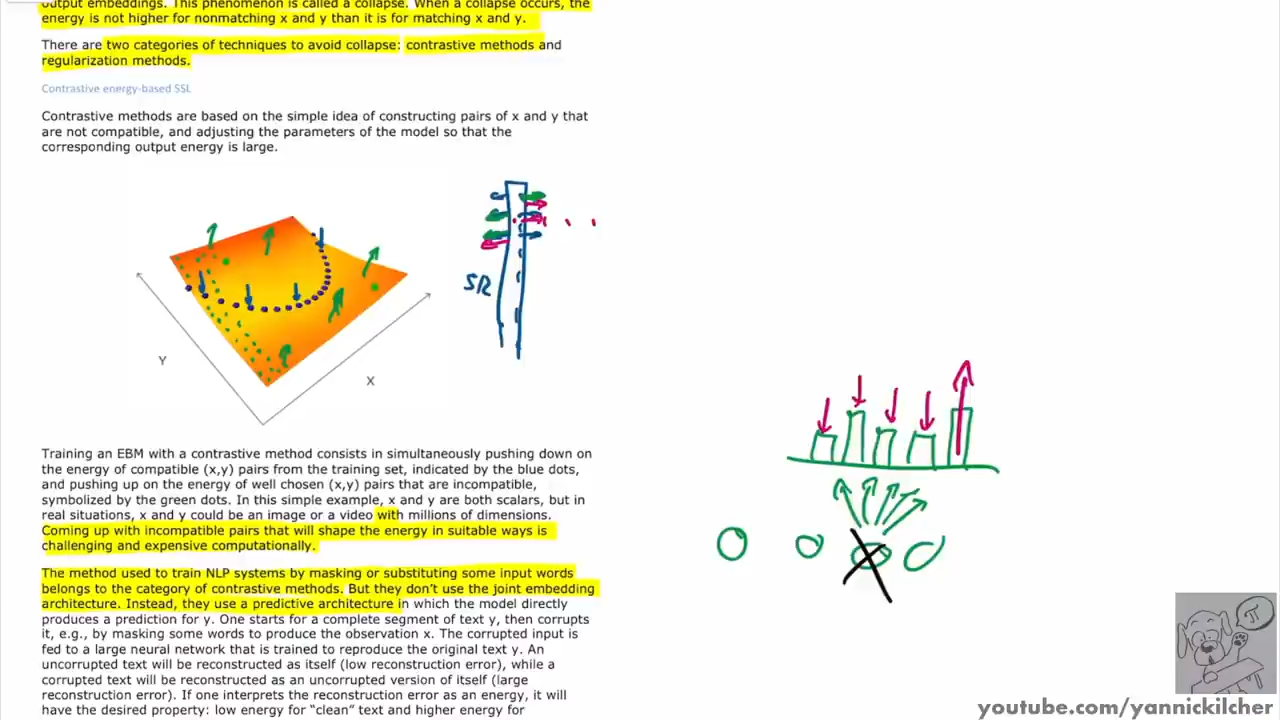 output embeddings. This phenomenon is called a collapse. When a collapse occurs, the
energy is not higher for nonmatching x and y than it is for matching x and y.
There are two categories of techniques to avoid collapse: contrastive methods and
regularization methods.
Contrastive energy-based SSL
Contrastive methods are based on the simple idea of constructing pairs of x and y that
are not compatible, and adjusting the parameters of the model so that the
corresponding output energy is large.
SR
Y
X
Training an EBM with a contrastive method consists in simultaneously pushing down on
the energy of compatible (x,y) pairs from the training set, indicated by the blue dots,
and pushing up on the energy of well chosen (x,y) pairs that are incompatible,
symbolized by the green dots. In this simple example, x and y are both scalars, but in
real situations, x and y could be an image or a video with millions of dimensions.
Coming up with incompatible pairs that will shape the energy in suitable ways is
challenging and expensive computationally.
The method used to train NLP systems by masking or substituting some input words
belongs to the category of contrastive methods. But they don't use the joint embedding
architecture. Instead, they use a predictive architecture in which the model directly
produces a prediction for y. One starts for a complete segment of text y, then corrupts
it, e.g., by masking some words to produce the observation x. The corrupted input is
fed to a large neural network that is trained to reproduce the original text y. An
uncorrupted text will be reconstructed as itself (low reconstruction error), while a
corrupted text will be reconstructed as an uncorrupted version of itself (large
reconstruction error). If one interprets the reconstruction error as an energy, it will
have the desired property: low energy for "clean" text and higher energy for
π
youtube.com/yannickilcher